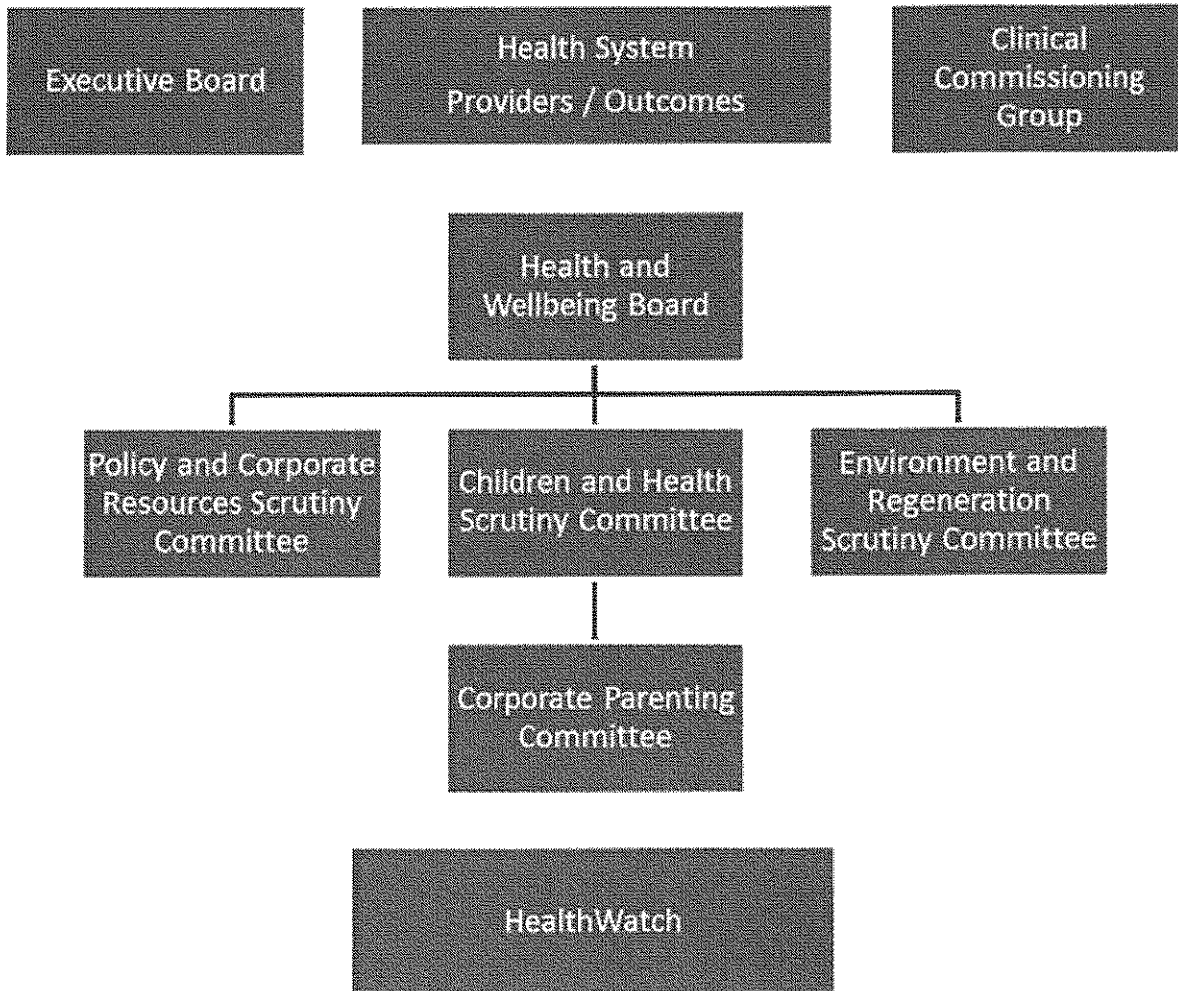 Executive Board
Health System
Providers / Outcomes
Clinical
Commissioning
Group
Health and
Wellbeing Board
Policy and Corporate
Resources Scrutiny
Committee
Children and Health
Scrutiny Committee
Environment and
Regeneration
Scrutiny Committee
Corporate Parenting
Committee
HealthWatch